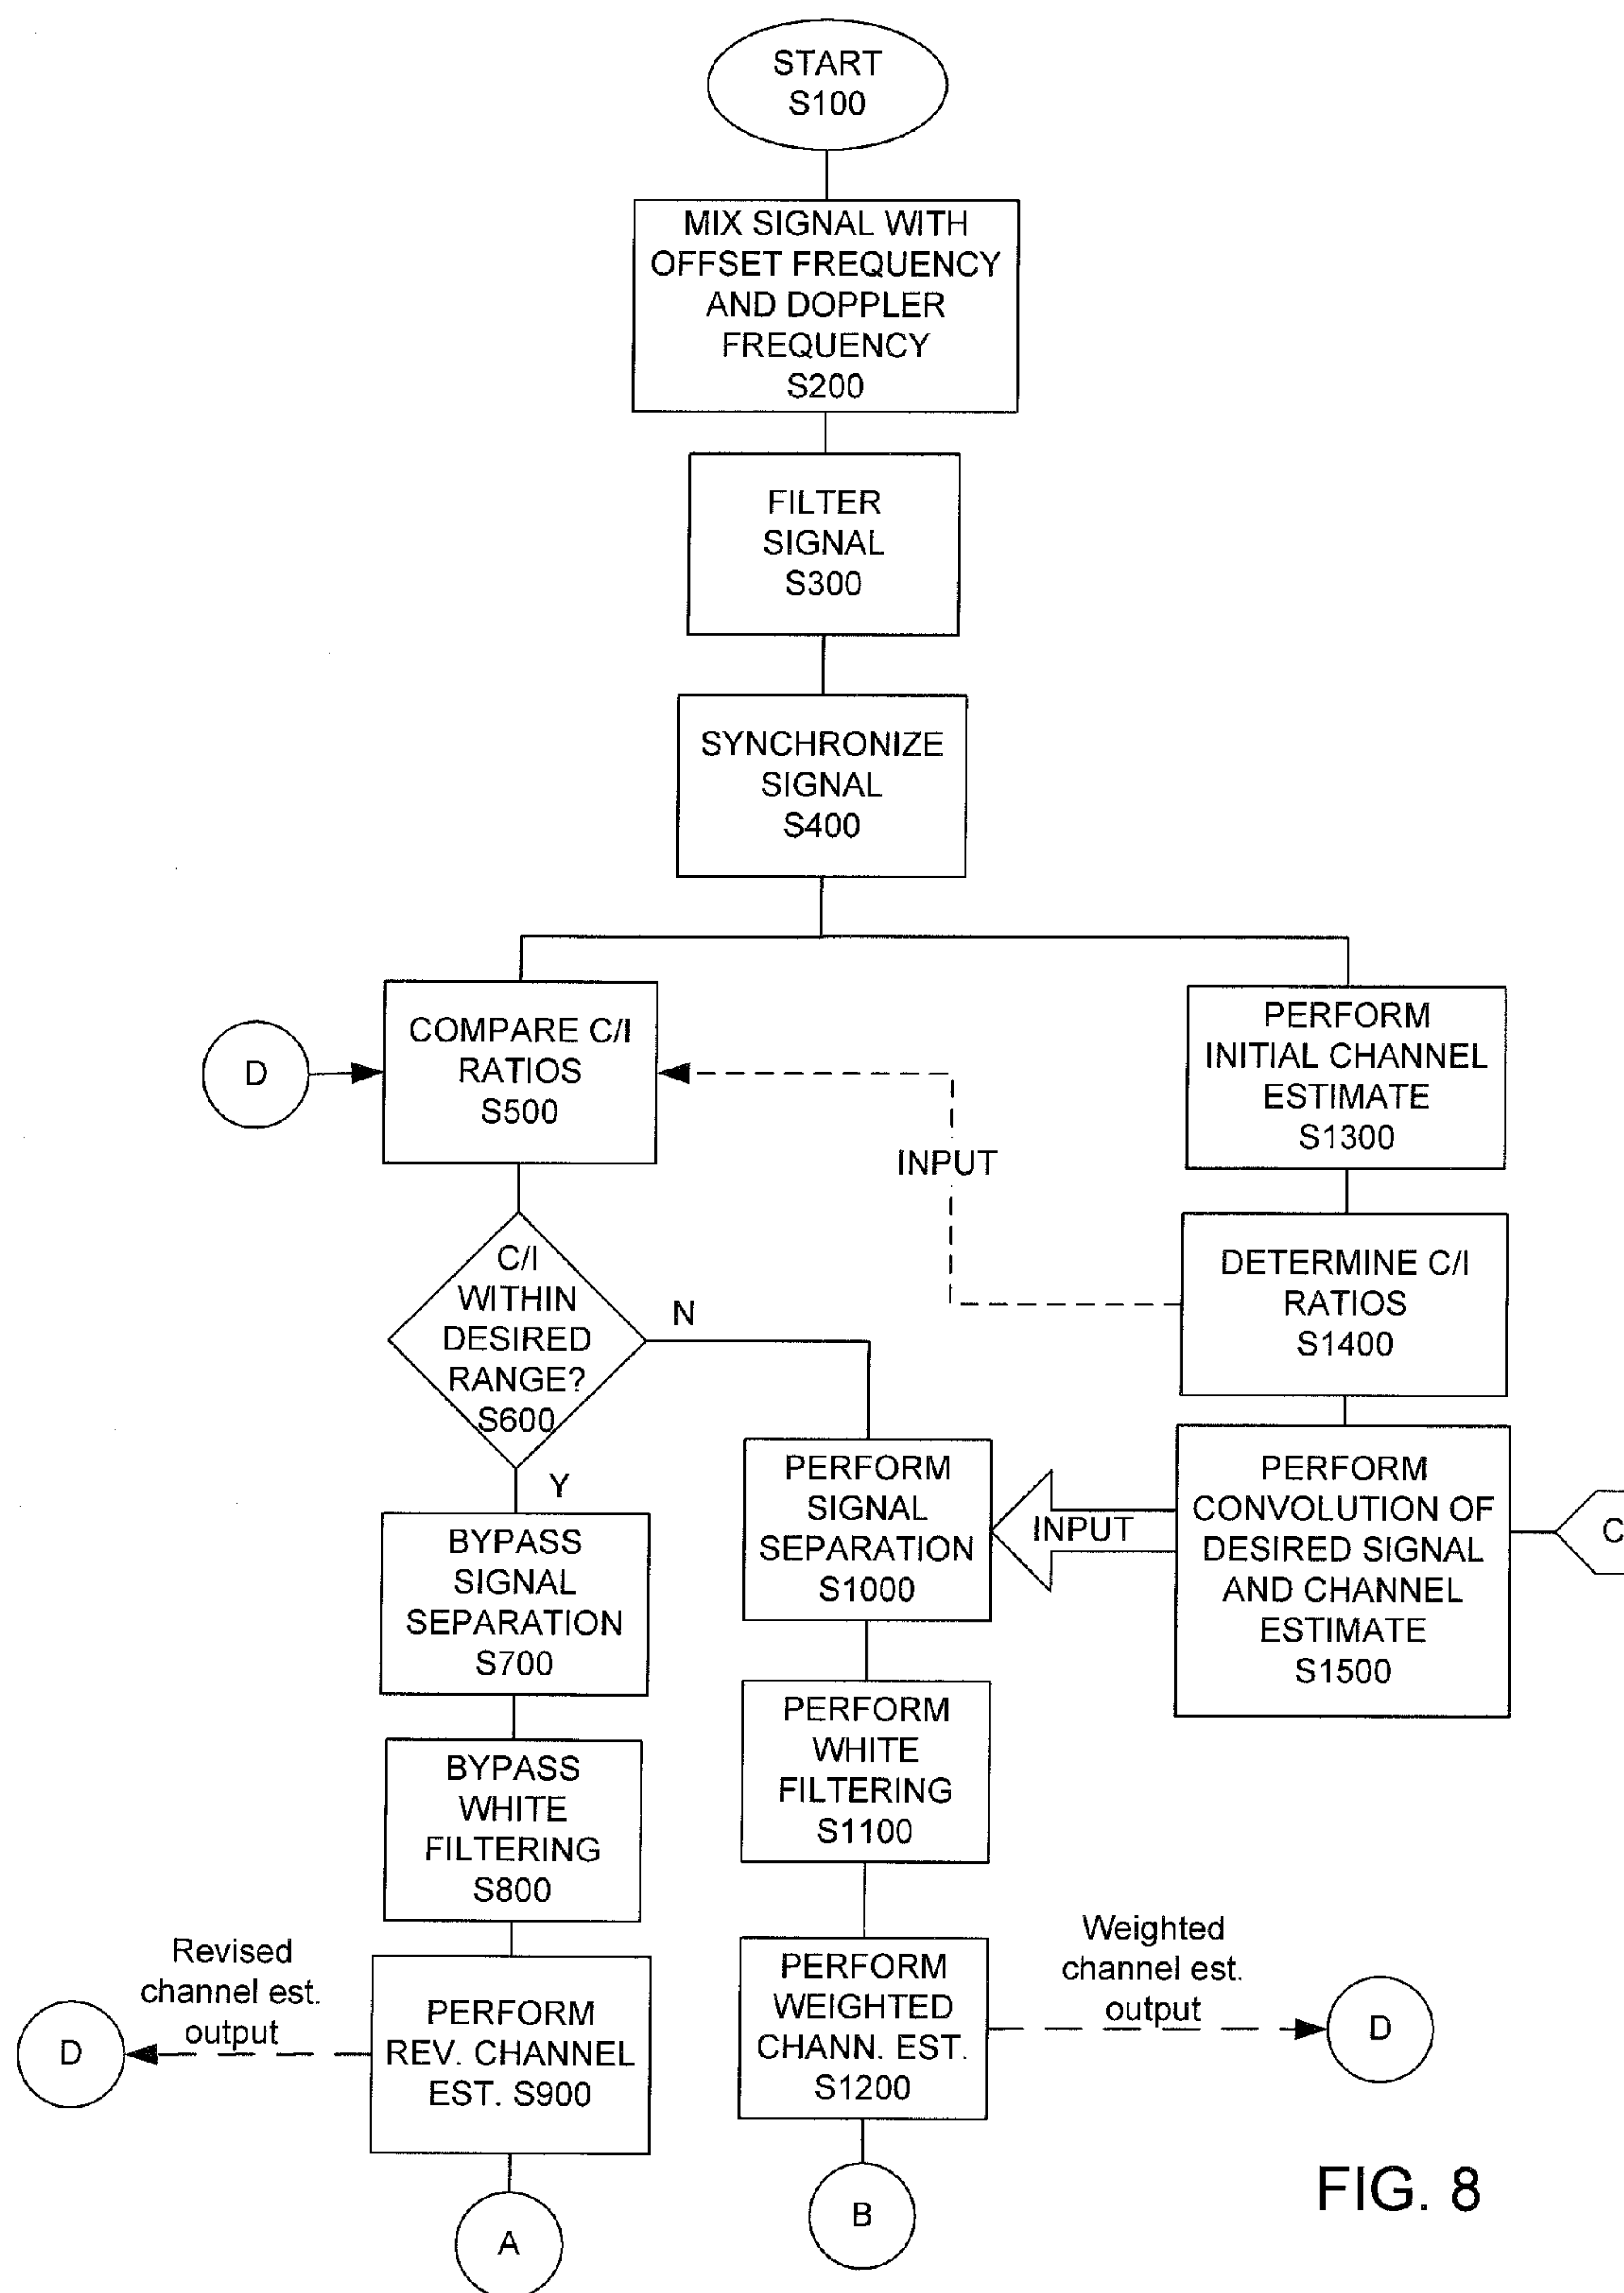 START
S100
MIX SIGNAL WITH
OFFSET FREQUENCY
AND DOPPLER
FREQUENCY
S200
FILTER
SIGNAL
S300
SYNCHRONIZE
SIGNAL
S400
D
COMPARE C/I
RATIOS
S500
PERFORM
INITIAL CHANNEL
ESTIMATE
S1300
INPUT
C/I
WITHIN
DESIRED
RANGE?
S600
N
Y
DETERMINE C/I
RATIOS
S1400
BYPASS
SIGNAL
SEPARATION
S700
PERFORM
SIGNAL
SEPARATION
S1000
INPUT
PERFORM
CONVOLUTION OF
DESIRED SIGNAL
AND CHANNEL
ESTIMATE
S1500
C
BYPASS
WHITE
FILTERING
S800
PERFORM
WHITE
FILTERING
S1100
Revised
channel est.
output
D
PERFORM
REV. CHANNEL
EST. S900
PERFORM
WEIGHTED
CHANN. EST.
S1200
Weighted
channel est.
output
D
A
B
FIG. 8